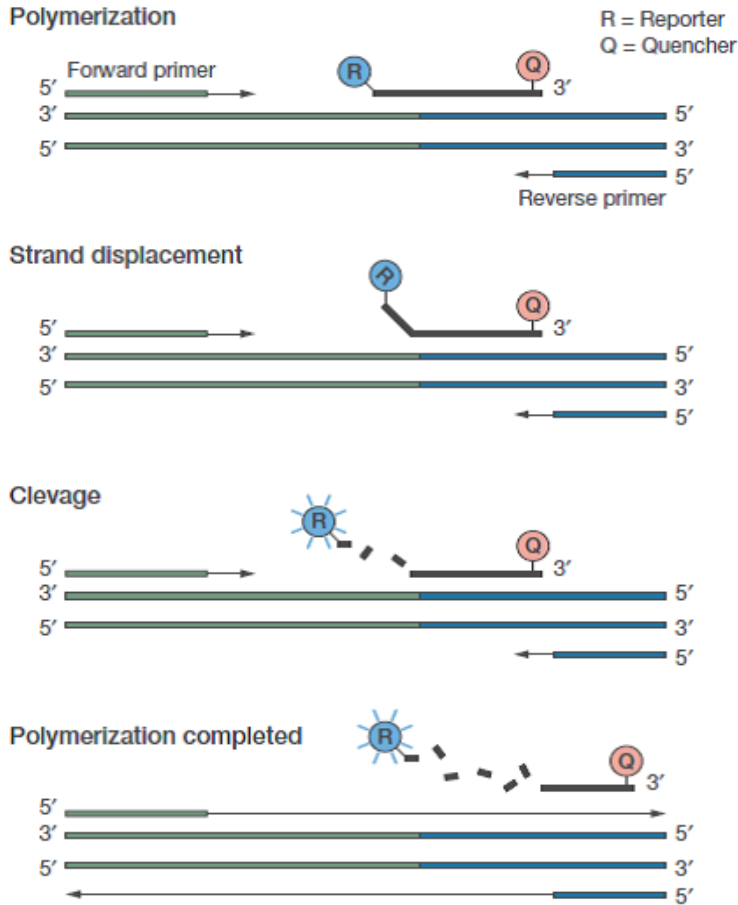 Polymerization
R = Reporter
Q = Quencher
Forward primer
R
Q
5′
3′
3′
5′
5′
3′
5′
Reverse primer
Strand displacement
R
Q
5′
3′
3′
5′
5′
3′
5′
Clevage
R
Q
5′
3′
3′
5′
5′
3′
5′
Polymerization completed
R
Q
3′
5′
3′
5′
5′
3′
5′